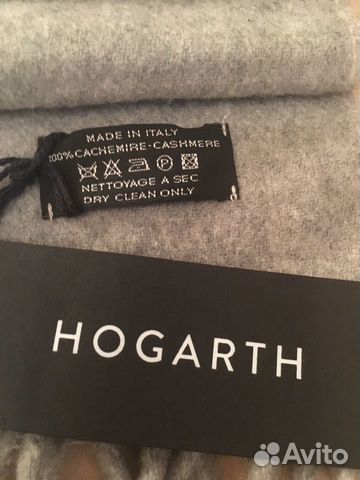 MADE IN ITALY
100% CACHEMIRE-CASHMERE
P
NETTOYAGE A SEC
DRY CLEAN ONLY
HOGARTH
Avito